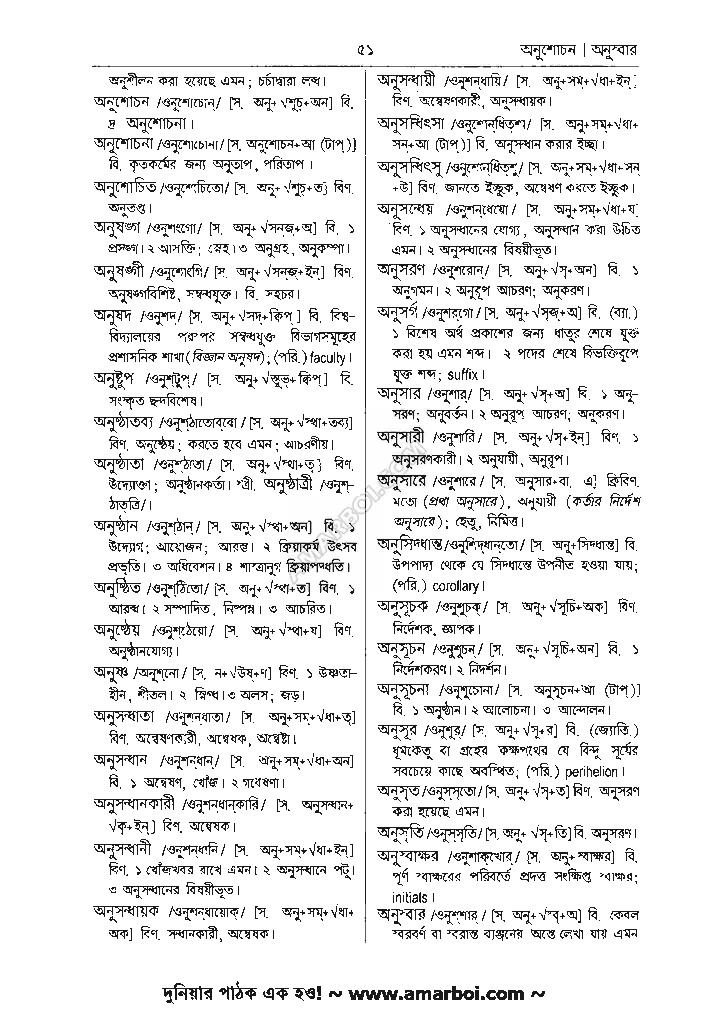 ৫১
অনুশোচন | অনুস্বার
অনুশীলন করা হয়েছে এমন; চর্চাদ্বারা লব্ধ।
অনুশোচন /ওনুশোচোন্/ [স. অনু+√শুচ্+অন] বি.
দ্র অনুশোচনা।
অনুশোচনা /ওনুশোচোনা/ [স. অনুশোচন+আ (টাপ্)]
বি. কৃতকর্মের জন্য অনুতাপ, পরিতাপ।
অনুশোচিত /ওনুশোচিতো/ [স. অনু+ √শুচ্+ত] বিণ.
অনুতপ্ত।
অনুষঙ্গ /ওনুশংগো/ [স. অনু+√সনজ্+অ] বি. ১
প্রসঙ্গ। ২ আসক্তি; স্নেহ। ৩ অনুগ্রহ, অনুকম্পা।
অনুষঙ্গী /ওনুশোংগি/ [স. অনু+√সনজ্+ইন্] বিণ.
অনুষঙ্গবিশিষ্ট, সম্বন্ধযুক্ত। বি. সহচর।
অনুষদ /ওনুশদ্/ [স. অনু+√সদ্+ক্বিপ্] বি. বিশ্ব-
বিদ্যালয়ের পরস্পর সম্বন্ধযুক্ত বিভাগসমূহের
প্রশাসনিক শাখা (বিজ্ঞান অনুষদ); (পরি.) faculty।
অনুষ্টুপ /ওনুশ্টুপ্/ [স. অনু+√স্তুভ্+ক্বিপ্] বি.
সংস্কৃত ছন্দবিশেষ।
অনুষ্ঠাতব্য /ওনুশ্ঠাতোব্বো/ [স. অনু+√স্থা+তব্য]
বিণ. অনুষ্ঠেয়; করতে হবে এমন; আচরণীয়।
অনুষ্ঠাতা /ওনুশ্ঠাতা/ [স. অনু+√স্থা+তৃ] বিণ.
উদ্যোক্তা; অনুষ্ঠানকর্তা। স্ত্রী. অনুষ্ঠাত্রী /ওনুশ্-
ঠাত্ত্রি/।
অনুষ্ঠান /ওনুশ্ঠান্/ [স. অনু+√স্থা+অন] বি. ১
উদ্যোগ; আয়োজন; আরম্ভ। ২ ক্রিয়াকর্ম উৎসব
প্রভৃতি। ৩ অধিবেশন। ৪ শাস্ত্রানুগ ক্রিয়াপদ্ধতি।
অনুষ্ঠিত /ওনুশ্ঠিতো/ [স. অনু+√স্থা+ত] বিণ. ১
আরব্ধ। ২ সম্পাদিত, নিষ্পন্ন। ৩ আচরিত।
অনুষ্ঠেয় /ওনুশ্ঠেয়ো/ [স. অনু+√স্থা+য] বিণ.
অনুষ্ঠানযোগ্য।
অনুষ্ণ /অনুশ্নো/ [স. ন+√উষ্+ণ] বিণ. ১ উষ্ণতা-
হীন, শীতল। ২ স্নিগ্ধ। ৩ অলস; জড়।
অনুসন্ধাতা /ওনুশন্ধাতা/ [স. অনু+সম্+√ধা+তৃ]
বিণ. অন্বেষণকারী, অন্বেষক, অন্বেষ্টা।
অনুসন্ধান /ওনুশন্ধান্/ [স. অনু+সম্+√ধা+অন]
বি. ১ অন্বেষণ, খোঁজ। ২ গবেষণা।
অনুসন্ধানকারী /ওনুশন্ধান্কারি/ [স. অনুসন্ধান+
√কৃ+ইন্] বিণ. অন্বেষক।
অনুসন্ধানী /ওনুশন্ধানি/ [স. অনু+সম্+√ধা+ইন্]
বিণ. ১ খোঁজখবর রাখে এমন। ২ অনুসন্ধানে পটু।
৩ অনুসন্ধানের বিষয়ীভূত।
অনুসন্ধায়ক /ওনুশন্ধায়োক্/ [স. অনু+সম্+√ধা+
অক] বিণ. সন্ধানকারী, অন্বেষক।
অনুসন্ধায়ী /ওনুশন্ধায়ি/ [স. অনু+সম্+√ধা+ইন্]
বিণ. অন্বেষণকারী, অনুসন্ধায়ক।
অনুসন্ধিৎসা /ওনুশোন্ধিত্শা/ [স. অনু+সম্+√ধা+
সন+আ (টাপ্)] বি. অনুসন্ধান করার ইচ্ছা।
অনুসন্ধিৎসু /ওনুশোন্ধিত্শু/ [স. অনু+সম্+√ধা+সন
+উ] বিণ. জানতে ইচ্ছুক, অন্বেষণ করতে ইচ্ছুক।
অনুসন্ধেয় /ওনুশন্ধেয়ো/ [স. অনু+সম্+√ধা+য]
বিণ. ১ অনুসন্ধানের যোগ্য, অনুসন্ধান করা উচিত
এমন। ২ অনুসন্ধানের বিষয়ীভূত।
অনুসরণ /ওনুশরোন্/ [স. অনু+√সৃ+অন] বি. ১
অনুগমন। ২ অনুরূপ আচরণ; অনুকরণ।
অনুসর্গ /ওনুশর্গো/ [স. অনু+√সৃজ্+অ] বি. (ব্যা.)
১ বিশেষ অর্থ প্রকাশের জন্য ধাতুর শেষে যুক্ত
করা হয় এমন শব্দ। ২ পদের শেষে বিভক্তিরূপে
যুক্ত শব্দ; suffix।
অনুসার /ওনুশার্/ [স. অনু+√সৃ+অ] বি. ১ অনু-
সরণ; অনুবর্তন। ২ অনুরূপ আচরণ; অনুকরণ।
অনুসারী /ওনুশারি/ [স. অনু+√সৃ+ইন্] বিণ. ১
অনুসরণকারী। ২ অনুযায়ী, অনুরূপ।
অনুসারে /ওনুশারে/ [স. অনুসার+বা. এ] ক্রিবিণ.
মতো (প্রথা অনুসারে), অনুযায়ী (কর্তার নির্দেশ
অনুসারে); হেতু, নিমিত্ত।
অনুসিদ্ধান্ত /ওনুশিদ্ধান্তো/ [স. অনু+সিদ্ধান্ত] বি.
উপপাদ্য থেকে যে সিদ্ধান্তে উপনীত হওয়া যায়;
(পরি.) corollary।
অনুসূচক /ওনুশুচক্/ [স. অনু+√সূচি+অক] বিণ.
নির্দেশক, জ্ঞাপক।
অনুসূচন /ওনুশুচন্/ [স. অনু+√সূচি+অন] বি. ১
নির্দেশকরণ। ২ নিদর্শন।
অনুসূচনা /ওনুশুচোনা/ [স. অনুসূচন+আ (টাপ্)]
বি. ১ অনুষ্ঠান। ২ আলোচনা। ৩ আন্দোলন।
অনুসূর /ওনুশুর্/ [স. অনু+√সৃ+র] বি. (জ্যোতি.)
ধূমকেতু বা গ্রহের কক্ষপথের যে বিন্দু সূর্যের
সবচেয়ে কাছে অবস্থিত; (পরি.) perihelion।
অনুসৃত /ওনুস্সৃতো/ [স. অনু+√সৃ+ত] বিণ. অনুসরণ
করা হয়েছে এমন।
অনুসৃতি /ওনুস্সৃতি/ [স. অনু+√সৃ+তি] বি. অনুসরণ।
অনুস্বাক্ষর /ওনুশাক্খোর্/ [স. অনু+স্বাক্ষর] বি.
পূর্ণ স্বাক্ষরের পরিবর্তে প্রদত্ত সংক্ষিপ্ত স্বাক্ষর;
initials।
অনুস্বার /ওনুশ্শার্/ [স. অনু+√স্বৃ+অ] বি. কেবল
স্বরবর্ণ বা স্বরান্ত ব্যঞ্জনের অন্তে লেখা যায় এমন
AMARBOI.COM
দুনিয়ার পাঠক এক হও! ~ www.amarboi.com ~